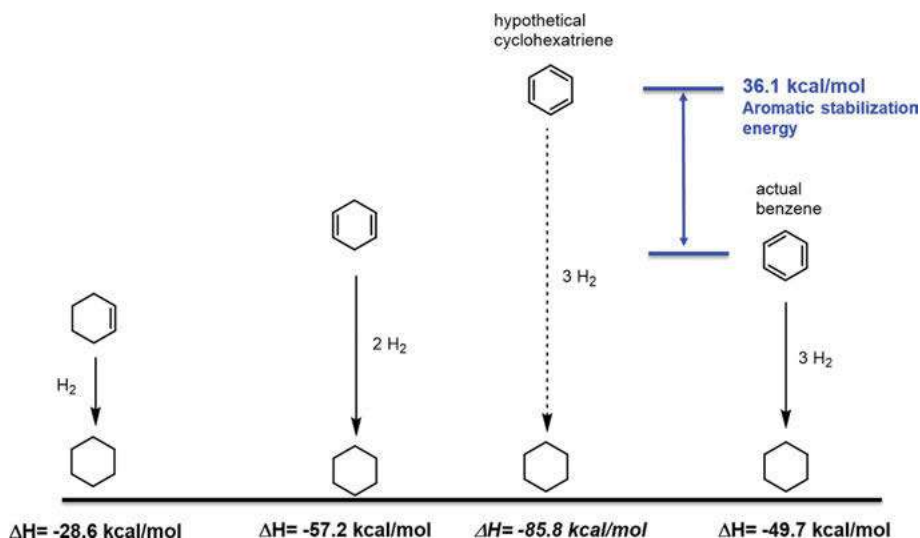 hypothetical
cyclohexatriene
36.1 kcal/mol
Aromatic stabilization
energy
actual
benzene
H₂
2 H₂
3 H₂
3 H₂
ΔH= -28.6 kcal/mol
ΔH= -57.2 kcal/mol
ΔH= -85.8 kcal/mol
ΔH= -49.7 kcal/mol